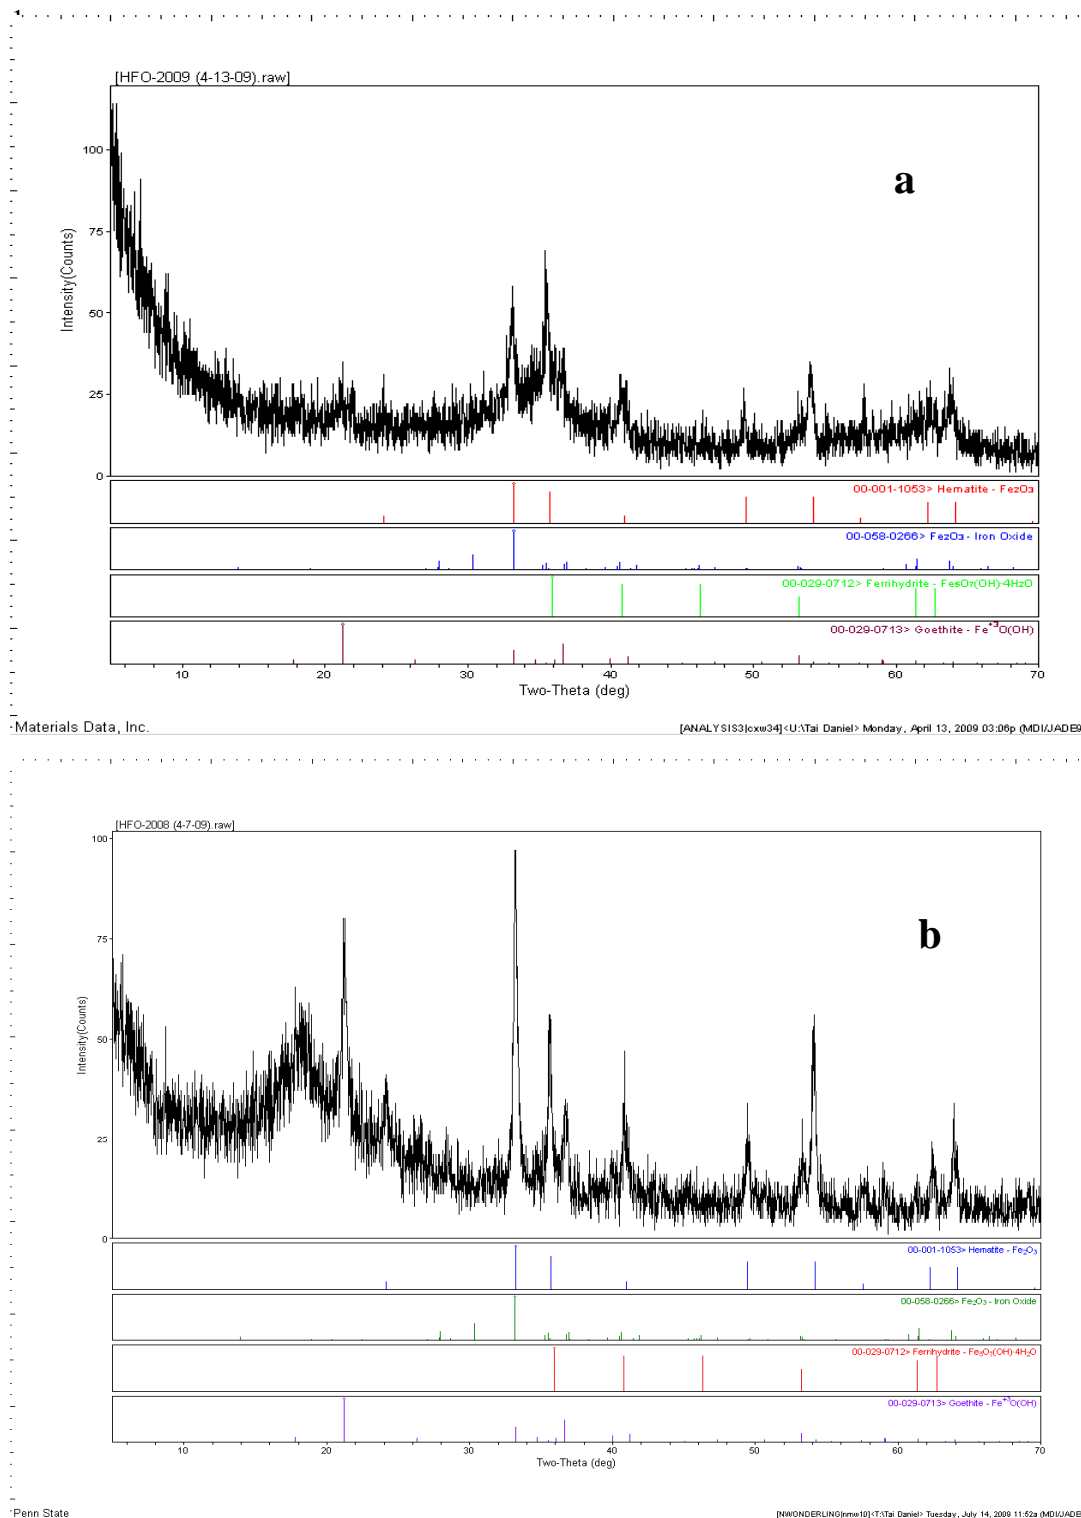 [HFO-2009 (4-13-09).raw]
a
Intensity(Counts)
100
75
50
25
0
00-001-1053> Hematite - Fe₂O₃
00-058-0266> Fe₂O₃ - Iron Oxide
00-029-0712> Ferrihydrite - Fe₅O₇(OH)·4H₂O
00-029-0713> Goethite - Fe⁺³O(OH)
10 20 30 40 50 60 70
Two-Theta (deg)
Materials Data, Inc.
[ANALYSIS3|cxw34]<U:\Tai Daniel> Monday, April 13, 2009 03:06p (MDI/JADE9
[HFO-2008 (4-7-09).raw]
b
Intensity(Counts)
100
75
50
25
0
00-001-1053> Hematite - Fe₂O₃
00-058-0266> Fe₂O₃ - Iron Oxide
00-029-0712> Ferrihydrite - Fe₅O₇(OH)·4H₂O
00-029-0713> Goethite - Fe⁺³O(OH)
10 20 30 40 50 60 70
Two-Theta (deg)
Penn State
[NWONDERLING|nmw10]<T:\Tai Daniel> Tuesday, July 14, 2009 11:52a (MDI/JADE